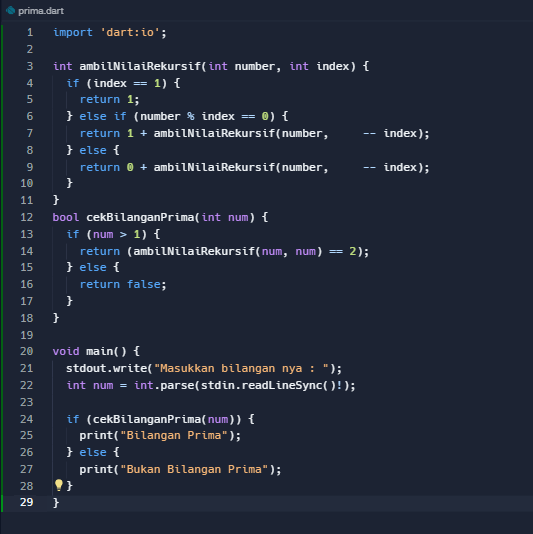 prima.dart
1 import 'dart:io';
2
3 int ambilNilaiRekursif(int number, int index) {
4   if (index == 1) {
5     return 1;
6   } else if (number % index == 0) {
7     return 1 + ambilNilaiRekursif(number,     -- index);
8   } else {
9     return 0 + ambilNilaiRekursif(number,     -- index);
10   }
11 }
12 bool cekBilanganPrima(int num) {
13   if (num > 1) {
14     return (ambilNilaiRekursif(num, num) == 2);
15   } else {
16     return false;
17   }
18 }
19
20 void main() {
21   stdout.write("Masukkan bilangan nya : ");
22   int num = int.parse(stdin.readLineSync()!);
23
24   if (cekBilanganPrima(num)) {
25     print("Bilangan Prima");
26   } else {
27     print("Bukan Bilangan Prima");
28   }
29 }